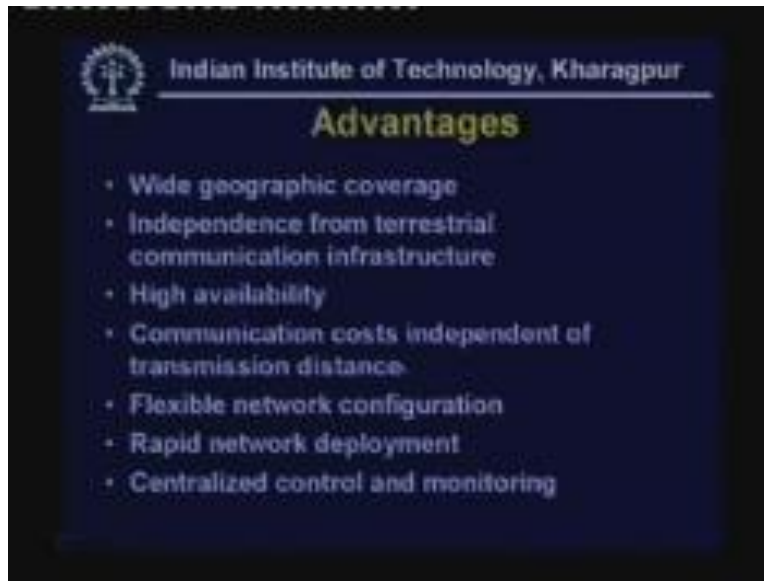 Indian Institute of Technology, Kharagpur
Advantages
• Wide geographic coverage
• Independence from terrestrial
communication infrastructure
• High availability
• Communication costs independent of
transmission distance
• Flexible network configuration
• Rapid network deployment
• Centralized control and monitoring